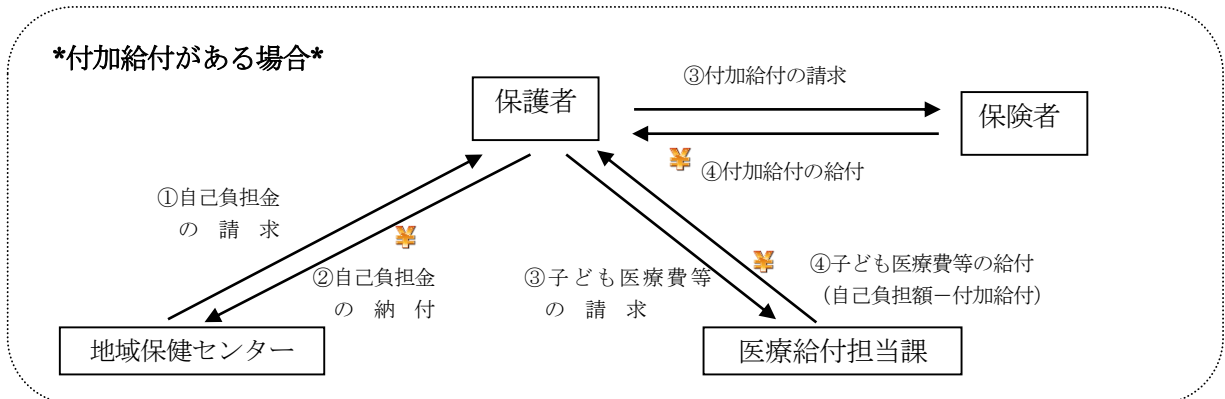 *付加給付がある場合*
③付加給付の請求
保護者
保険者
¥
④付加給付の給付
①自己負担金
の請求
¥
②自己負担金
の納付
③子ども医療費等
の請求
¥
④子ども医療費等の給付
(自己負担額－付加給付)
地域保健センター
医療給付担当課